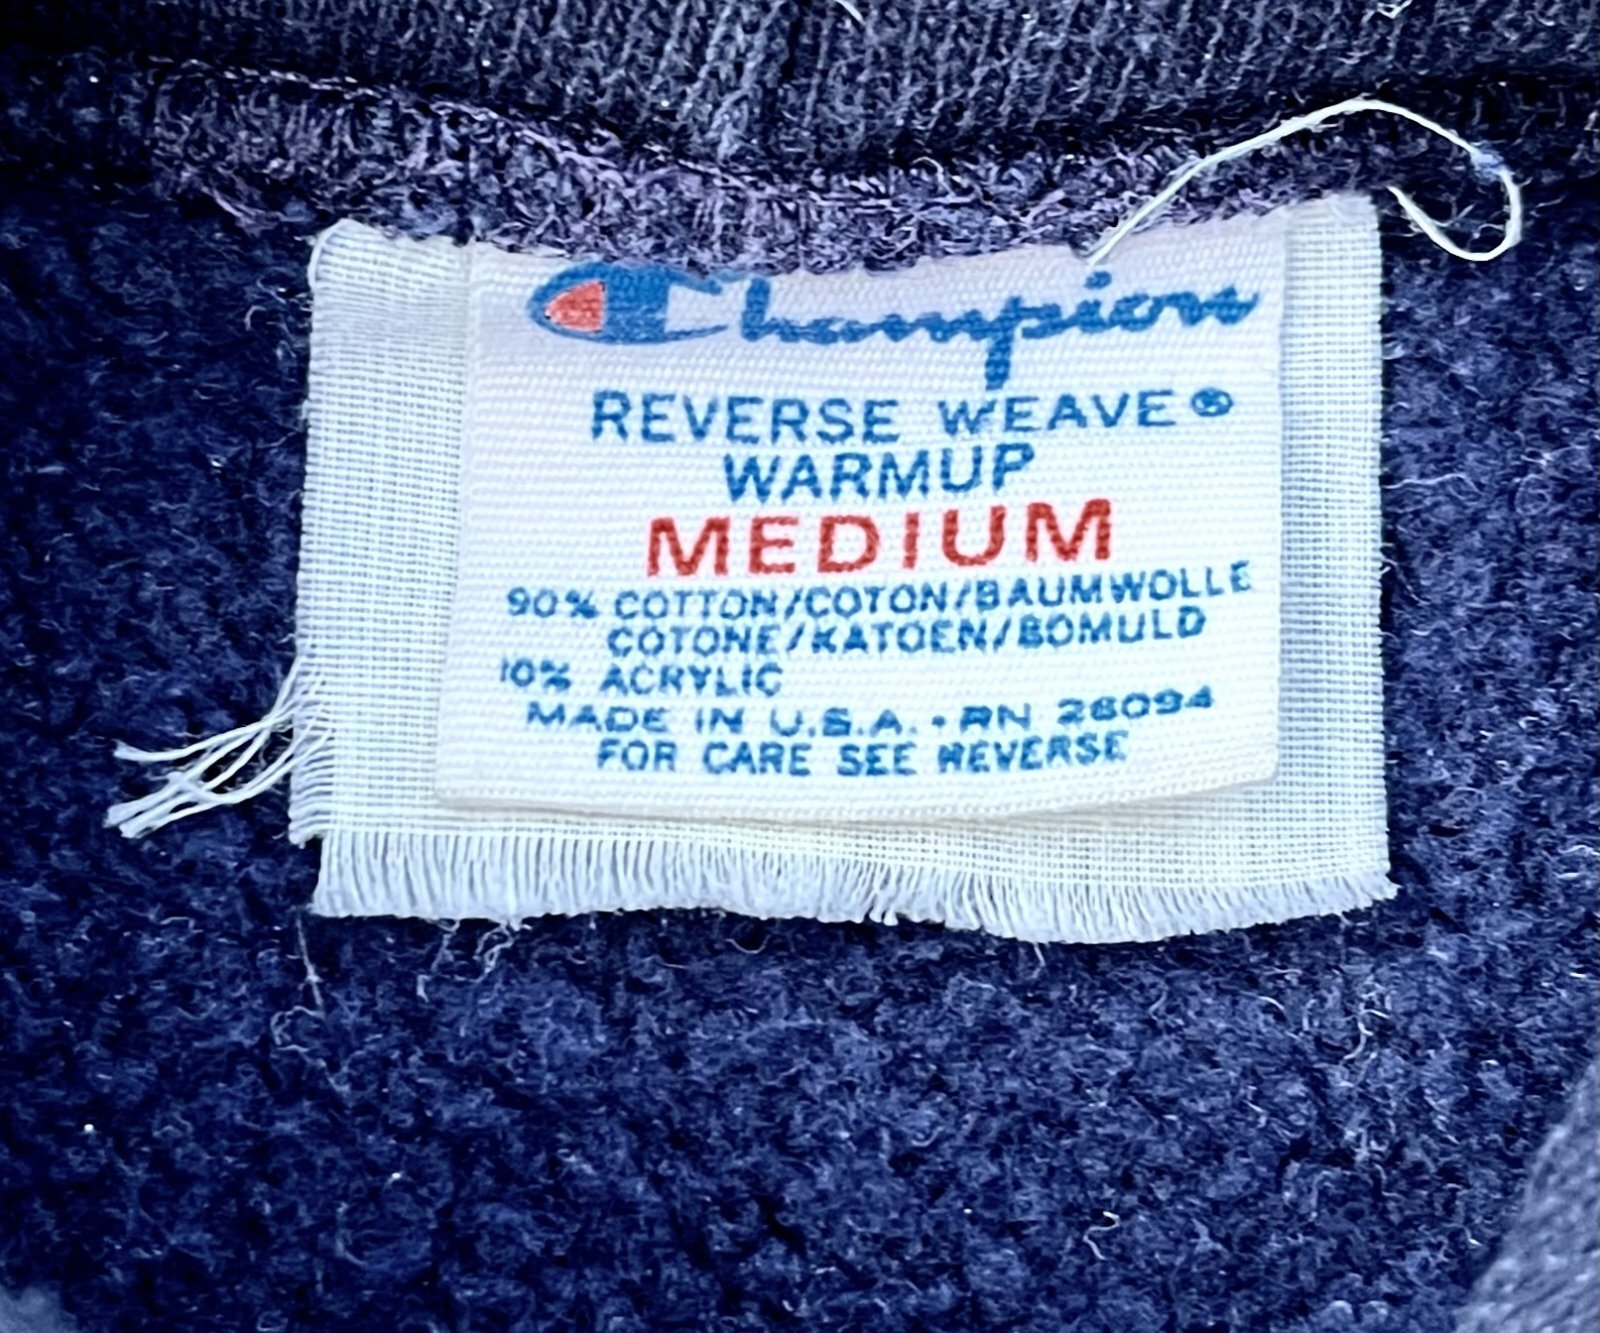 Champion
REVERSE WEAVE®
WARMUP
MEDIUM
90% COTTON/COTON/BAUMWOLLE
COTONE/KATOEN/BOMULD
10% ACRYLIC
MADE IN U.S.A. • RN 26094
FOR CARE SEE REVERSE